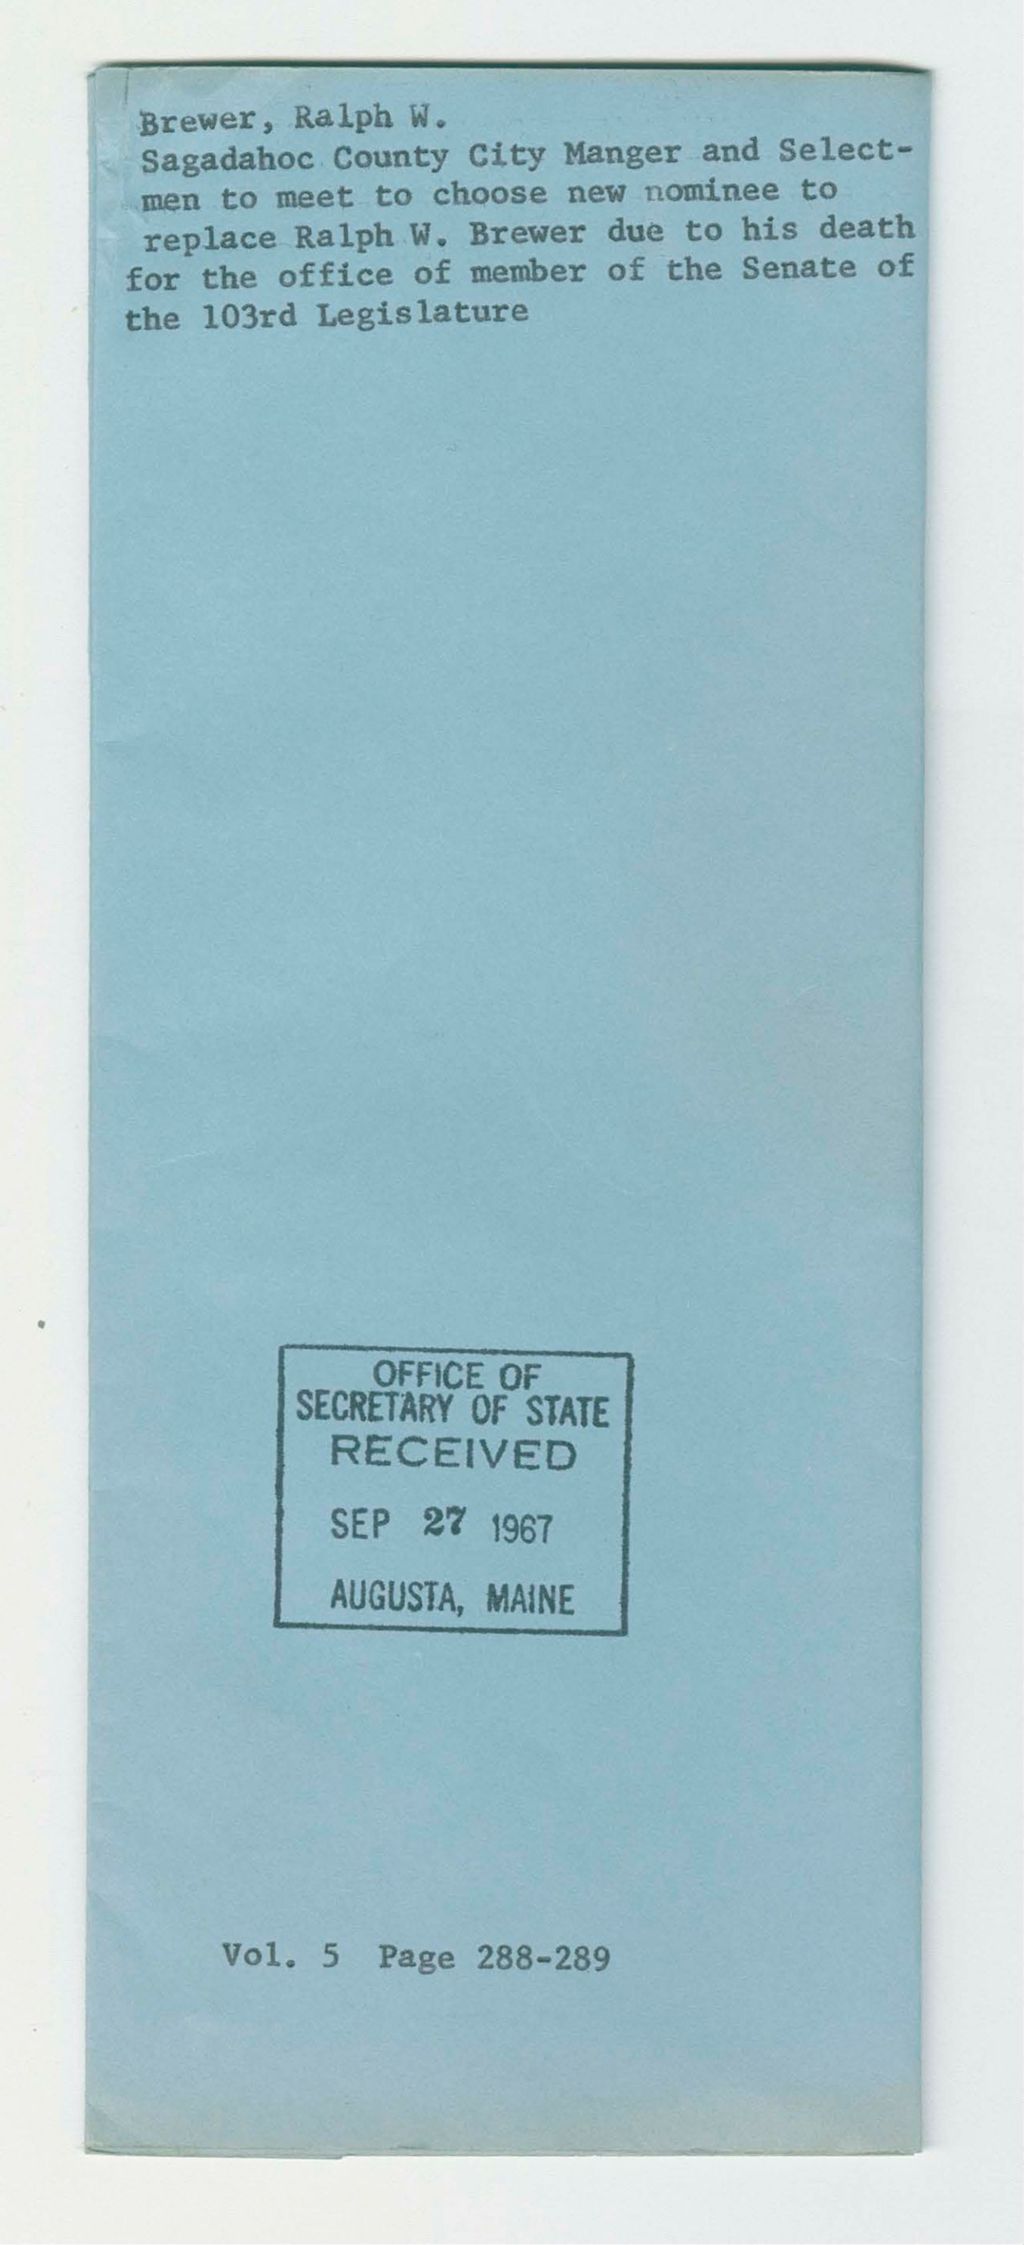 Brewer, Ralph W.
Sagadahoc County City Manger and Select-
men to meet to choose new nominee to
replace Ralph W. Brewer due to his death
for the office of member of the Senate of
the 103rd Legislature
OFFICE OF
SECRETARY OF STATE
RECEIVED
SEP 27 1967
AUGUSTA, MAINE
Vol. 5 Page 288-289